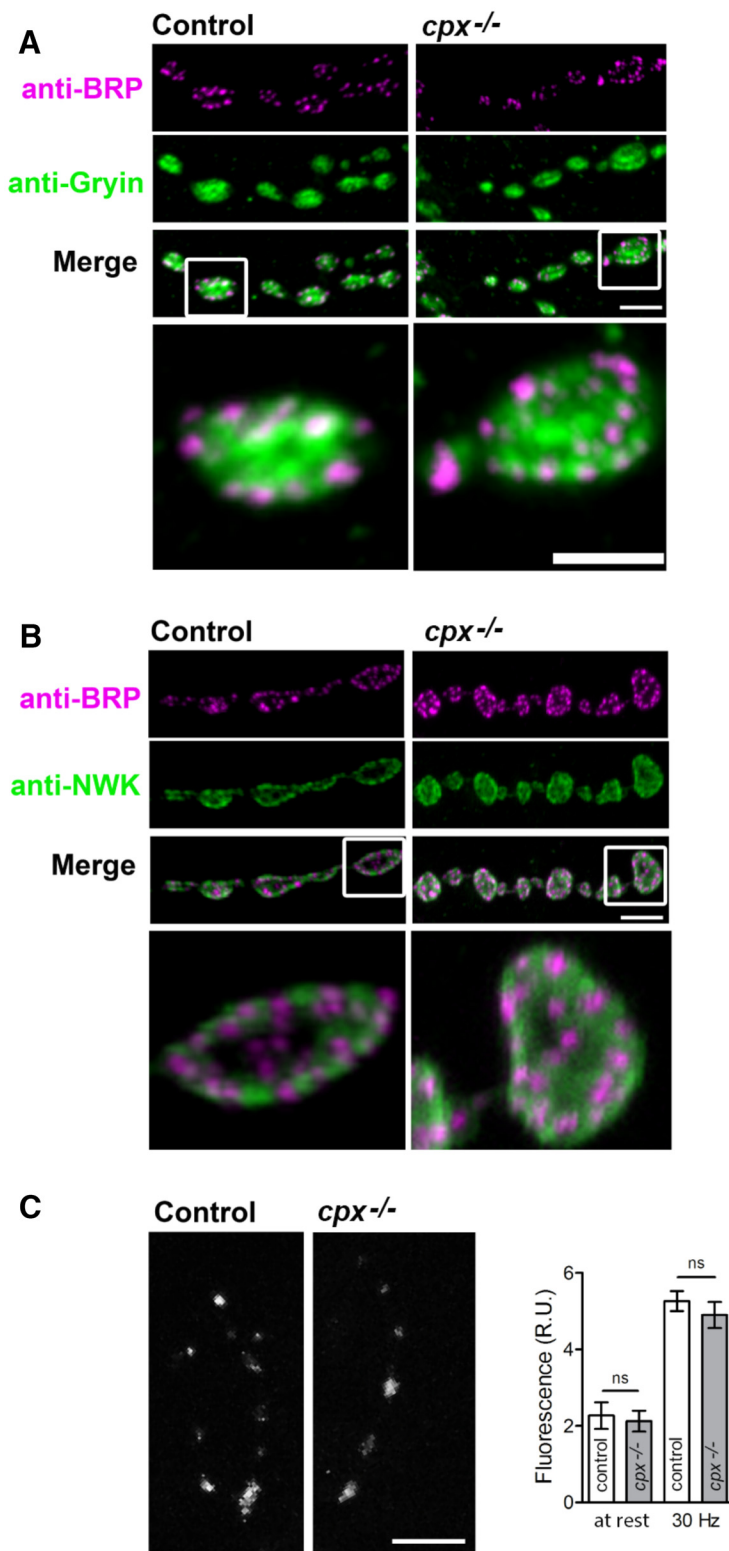 A
Control
cpx-/-
anti-BRP
anti-Gryin
Merge
B
Control
cpx-/-
anti-BRP
anti-NWK
Merge
C
Control
cpx-/-
Fluorescence (R.U.)
6
4
2
0
ns
ns
control
cpx-/-
control
cpx-/-
at rest
30 Hz